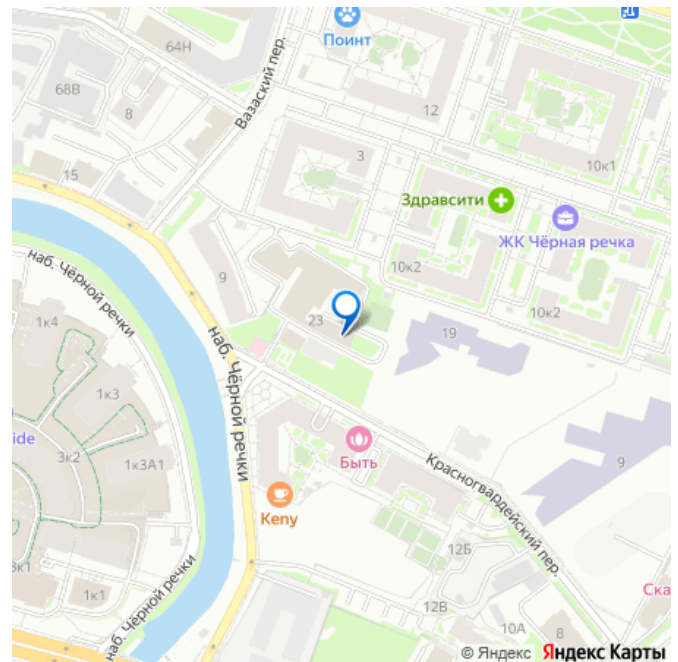 Поинт
64Н
Вазаский пер.
68В
8
12
3
15
10к1
Здравсити
ЖК Чёрная речка
наб. Чёрной речки
9
10к2
10к2
1к4
23
19
наб. Чёрной речки
1к3
ide
3к2
1к3А1
Быть
Красногвардейский пер.
9
Keny
12Б
3к1
1к1
наб. Чёрной речки
12В
10А
8
Ска
© Яндекс Яндекс Карты